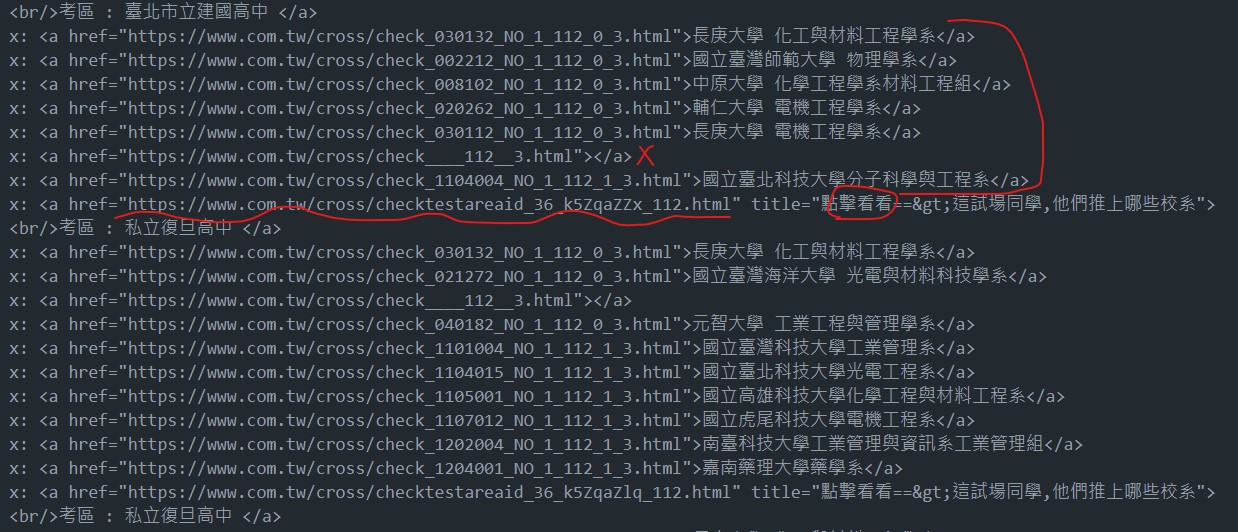 <br/>考區 : 臺北市立建國高中 </a>
x: <a href="https://www.com.tw/cross/check_030132_NO_1_112_0_3.html">長庚大學 化工與材料工程學系</a>
x: <a href="https://www.com.tw/cross/check_002212_NO_1_112_0_3.html">國立臺灣師範大學 物理學系</a>
x: <a href="https://www.com.tw/cross/check_008102_NO_1_112_0_3.html">中原大學 化學工程學系材料工程組</a>
x: <a href="https://www.com.tw/cross/check_020262_NO_1_112_0_3.html">輔仁大學 電機工程學系</a>
x: <a href="https://www.com.tw/cross/check_030112_NO_1_112_0_3.html">長庚大學 電機工程學系</a>
x: <a href="https://www.com.tw/cross/check____112__3.html"></a> X
x: <a href="https://www.com.tw/cross/check_1104004_NO_1_112_1_3.html">國立臺北科技大學分子科學與工程系</a>
x: <a href="https://www.com.tw/cross/checktestareaid_36_k5ZqaZZx_112.html" title="點擊看看==&gt;這試場同學,他們推上哪些校系">
<br/>考區 : 私立復旦高中 </a>
x: <a href="https://www.com.tw/cross/check_030132_NO_1_112_0_3.html">長庚大學 化工與材料工程學系</a>
x: <a href="https://www.com.tw/cross/check_021272_NO_1_112_0_3.html">國立臺灣海洋大學 光電與材料科技學系</a>
x: <a href="https://www.com.tw/cross/check____112__3.html"></a>
x: <a href="https://www.com.tw/cross/check_040182_NO_1_112_0_3.html">元智大學 工業工程與管理學系</a>
x: <a href="https://www.com.tw/cross/check_1101004_NO_1_112_1_3.html">國立臺灣科技大學工業管理系</a>
x: <a href="https://www.com.tw/cross/check_1104015_NO_1_112_1_3.html">國立臺北科技大學光電工程系</a>
x: <a href="https://www.com.tw/cross/check_1105001_NO_1_112_1_3.html">國立高雄科技大學化學工程與材料工程系</a>
x: <a href="https://www.com.tw/cross/check_1107012_NO_1_112_1_3.html">國立虎尾科技大學電機工程系</a>
x: <a href="https://www.com.tw/cross/check_1202004_NO_1_112_1_3.html">南臺科技大學工業管理與資訊系工業管理組</a>
x: <a href="https://www.com.tw/cross/check_1204001_NO_1_112_1_3.html">嘉南藥理大學藥學系</a>
x: <a href="https://www.com.tw/cross/checktestareaid_36_k5ZqaZlq_112.html" title="點擊看看==&gt;這試場同學,他們推上哪些校系">
<br/>考區 : 私立復旦高中 </a>